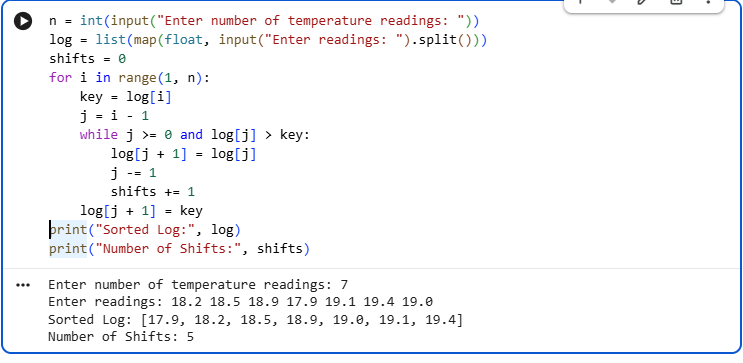 n = int(input("Enter number of temperature readings: "))
log = list(map(float, input("Enter readings: ").split()))
shifts = 0
for i in range(1, n):
    key = log[i]
    j = i - 1
    while j >= 0 and log[j] > key:
        log[j + 1] = log[j]
        j -= 1
        shifts += 1
    log[j + 1] = key
print("Sorted Log:", log)
print("Number of Shifts:", shifts)
Enter number of temperature readings: 7
Enter readings: 18.2 18.5 18.9 17.9 19.1 19.4 19.0
Sorted Log: [17.9, 18.2, 18.5, 18.9, 19.0, 19.1, 19.4]
Number of Shifts: 5